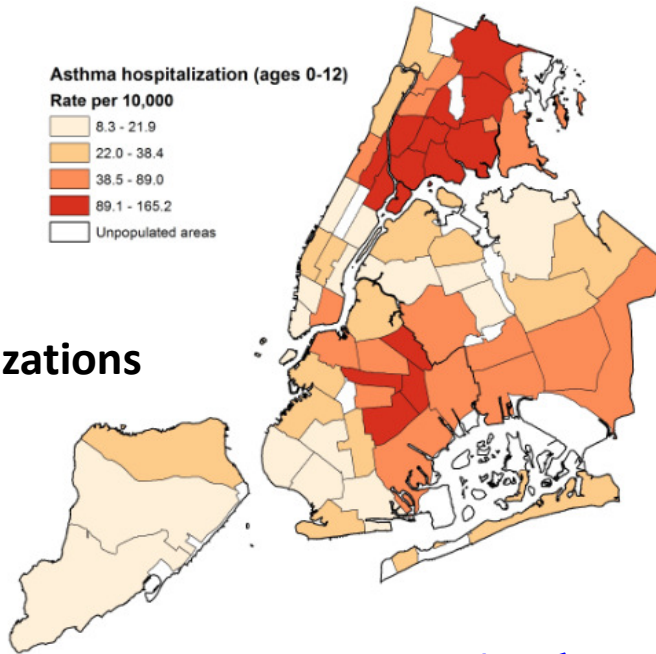 Asthma hospitalization (ages 0-12)
Rate per 10,000
8.3 - 21.9
22.0 - 38.4
38.5 - 89.0
89.1 - 165.2
Unpopulated areas
zations